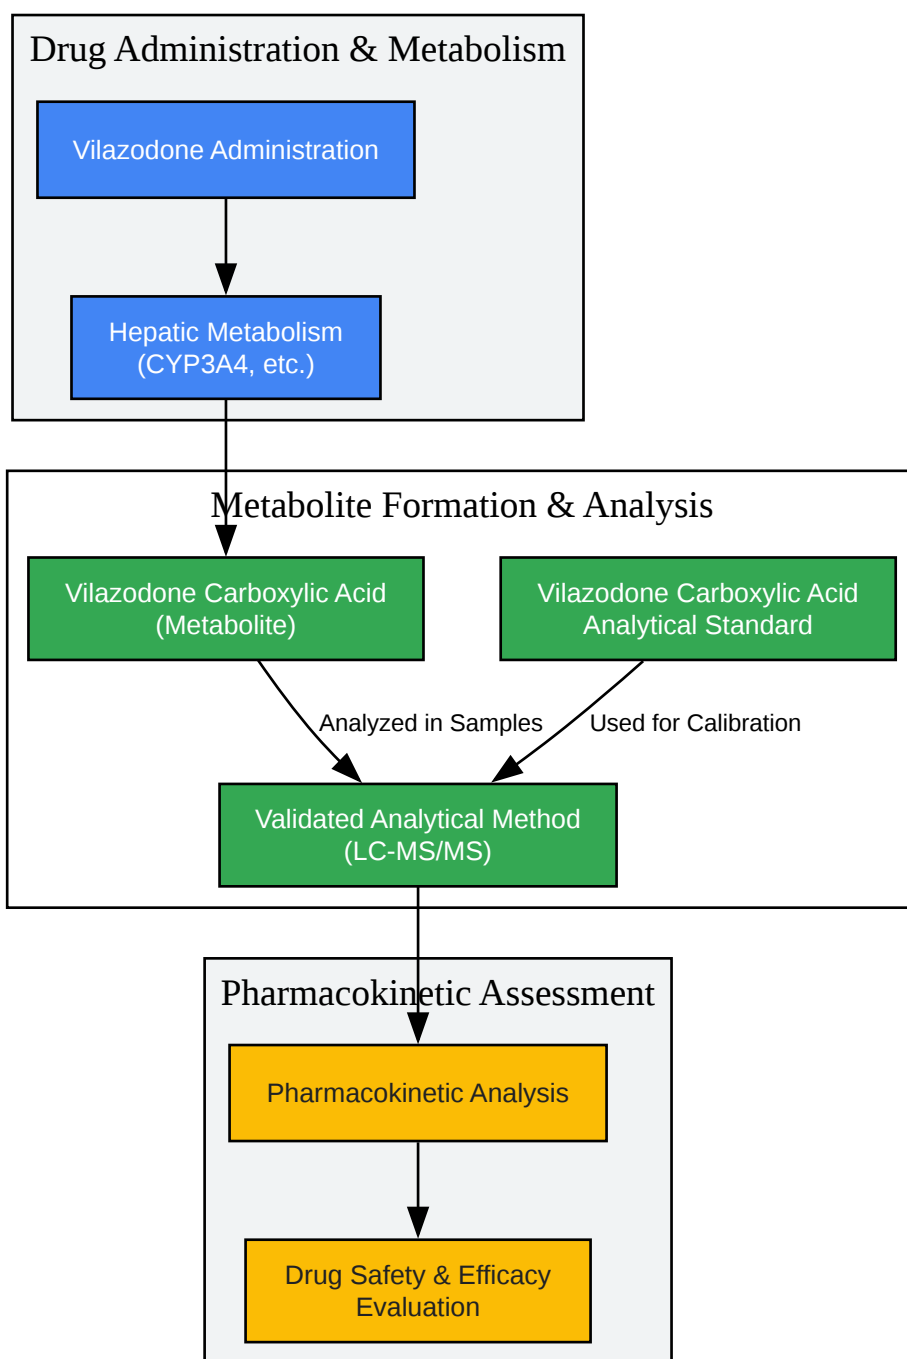 Drug Administration & Metabolism
Vilazodone Administration
Hepatic Metabolism
(CYP3A4, etc.)
Metabolite Formation & Analysis
Vilazodone Carboxylic Acid
(Metabolite)
Vilazodone Carboxylic Acid
Analytical Standard
Analyzed in Samples
Used for Calibration
Validated Analytical Method
(LC-MS/MS)
Pharmacokinetic Assessment
Pharmacokinetic Analysis
Drug Safety & Efficacy
Evaluation